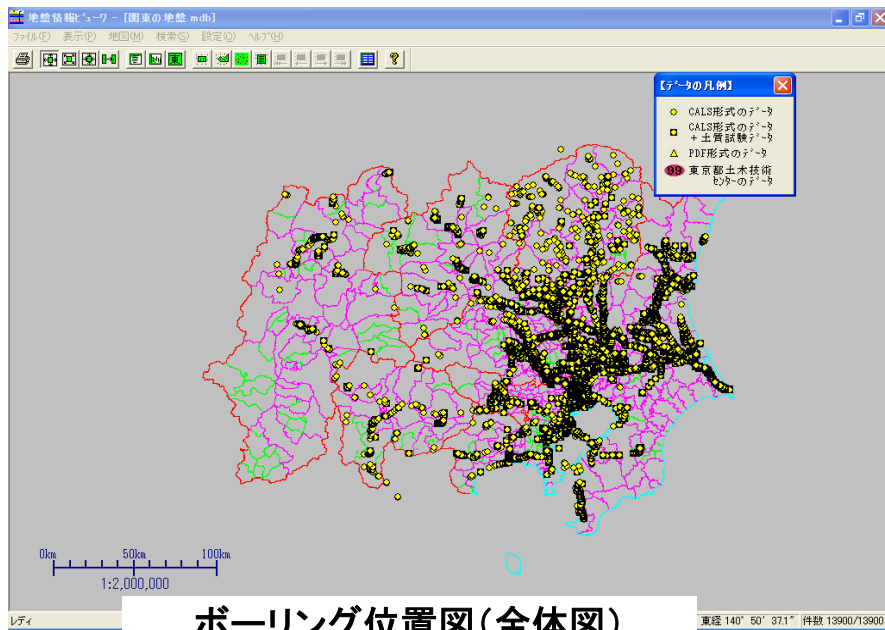 地盤情報ビューワ - [関東の地盤.mdb]
ファイル(F) 表示(P) 地図(M) 検索(S) 設定(O) ヘルプ(H)
東
【データの凡例】
CALS形式のデータ
CALS形式のデータ
+土質試験データ
PDF形式のデータ
99 東京都土木技術
センターのデータ
0km 50km 100km
1:2,000,000
ボーリング位置図(全体図)
レディ
東経 140° 50′ 37.1″ 件数 13900/13900